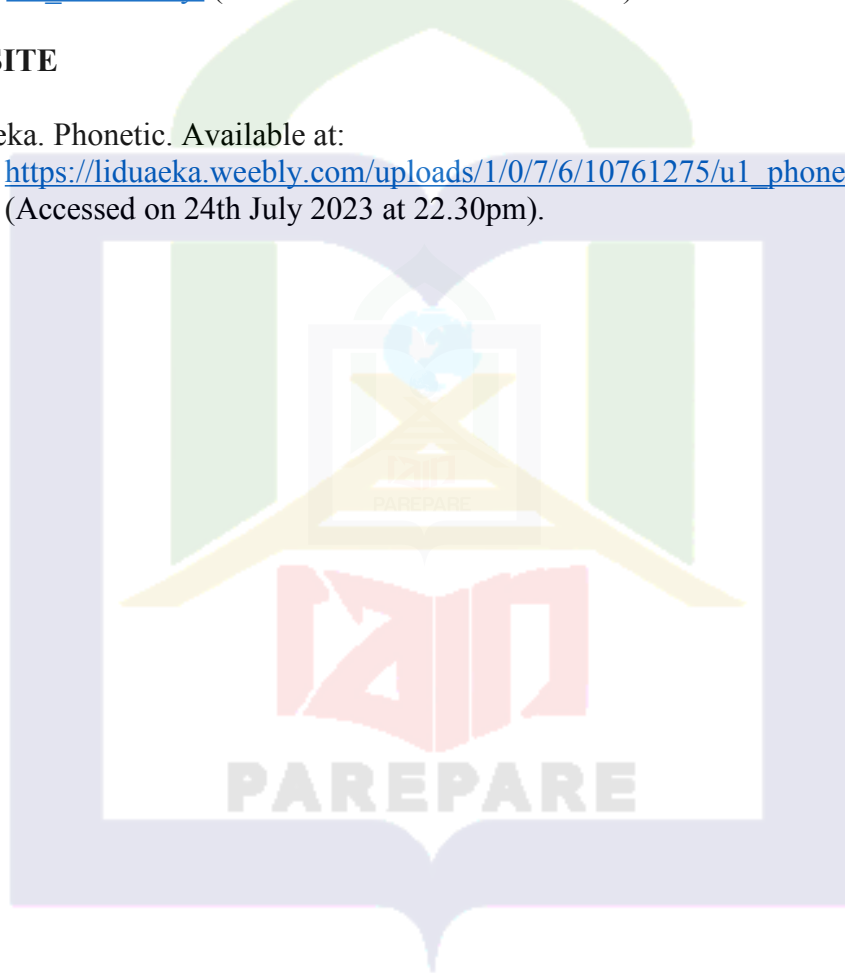 SITE
eka. Phonetic. Available at:
https://liduaeka.weebly.com/uploads/1/0/7/6/10761275/u1_phone
(Accessed on 24th July 2023 at 22.30pm).
PAREPARE
PAREPARE